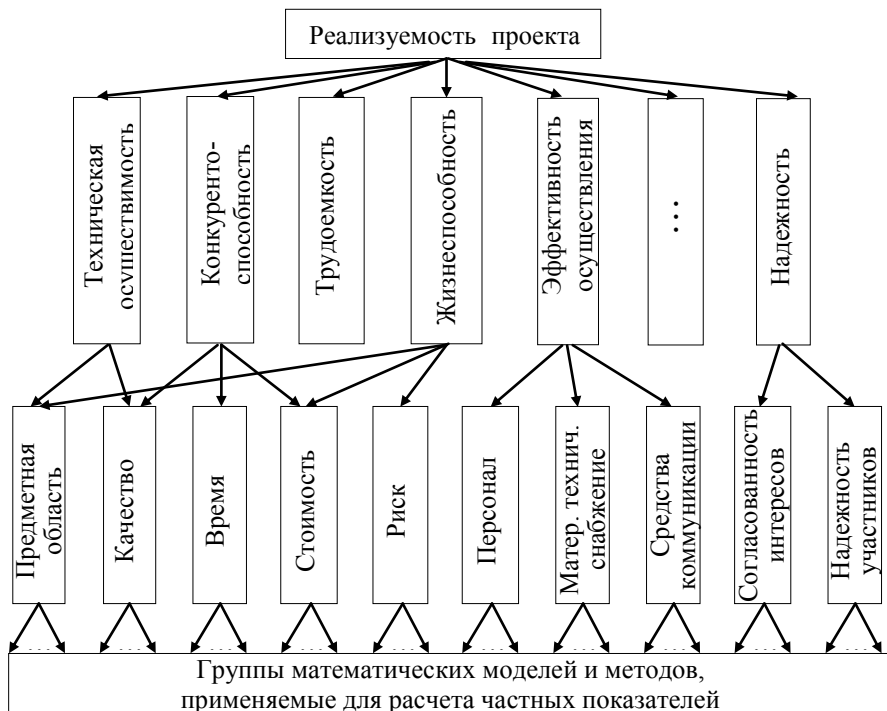 Реализуемость проекта
Техническая
осуществимость
Конкуренто-
способность
Трудоемкость
Жизнеспособность
Эффективность
осуществления
...
Надежность
Предметная
область
Качество
Время
Стоимость
Риск
Персонал
Матер. технич.
снабжение
Средства
коммуникации
Согласованность
интересов
Надежность
участников
... ... ... ... ... ... ... ... ... ...
Группы математических моделей и методов,
применяемые для расчета частных показателей